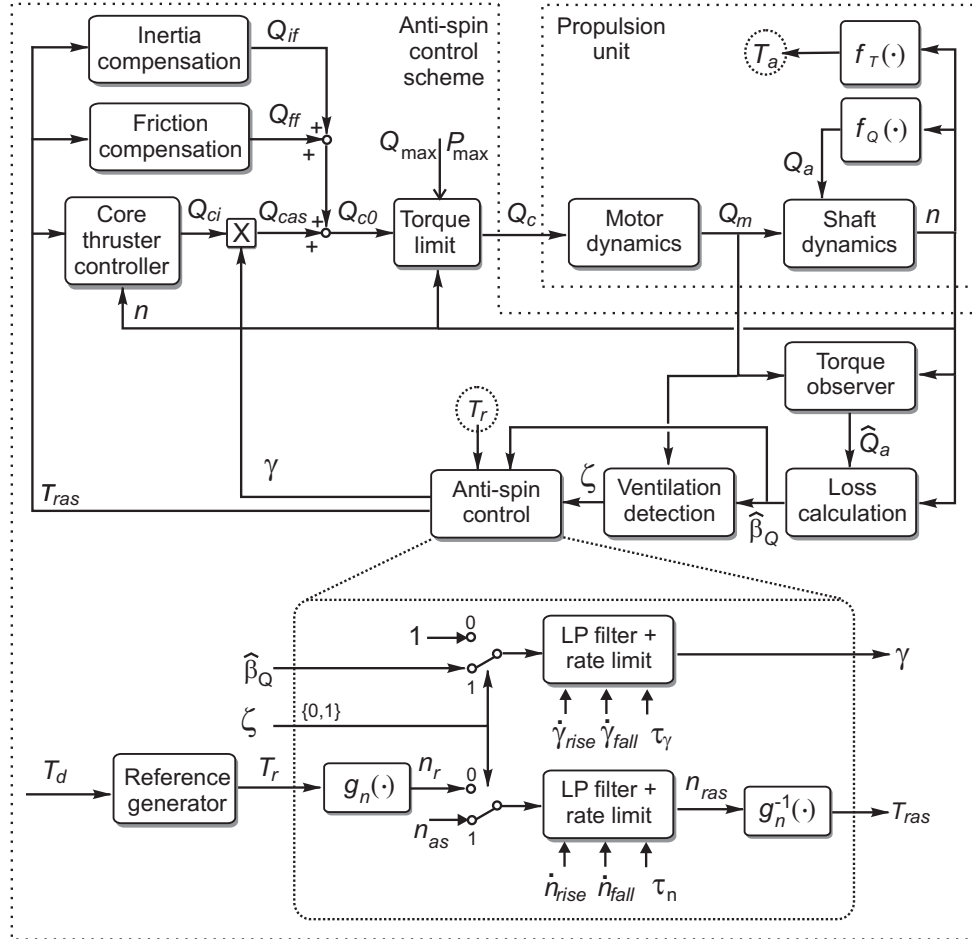 Inertia
compensation
Q_if
Anti-spin
control
scheme
Propulsion
unit
T_a
f_T(·)
Friction
compensation
Q_ff
+
+
Q_max
P_max
Q_a
f_Q(·)
Core
thruster
controller
Q_ci
X
Q_cas
+
+
Q_c0
Torque
limit
Q_c
Motor
dynamics
Q_m
Shaft
dynamics
n
n
Torque
observer
T_r
Q̂_a
γ
T_ras
Anti-spin
control
ζ
Ventilation
detection
β̂_Q
Loss
calculation
1
0
β̂_Q
1
LP filter +
rate limit
γ
ζ
{0,1}
γ̇_rise
γ̇_fall
τ_γ
T_d
Reference
generator
T_r
g_n(·)
n_r
0
n_as
1
LP filter +
rate limit
n_ras
g_n^-1(·)
T_ras
ṅ_rise
ṅ_fall
τ_n